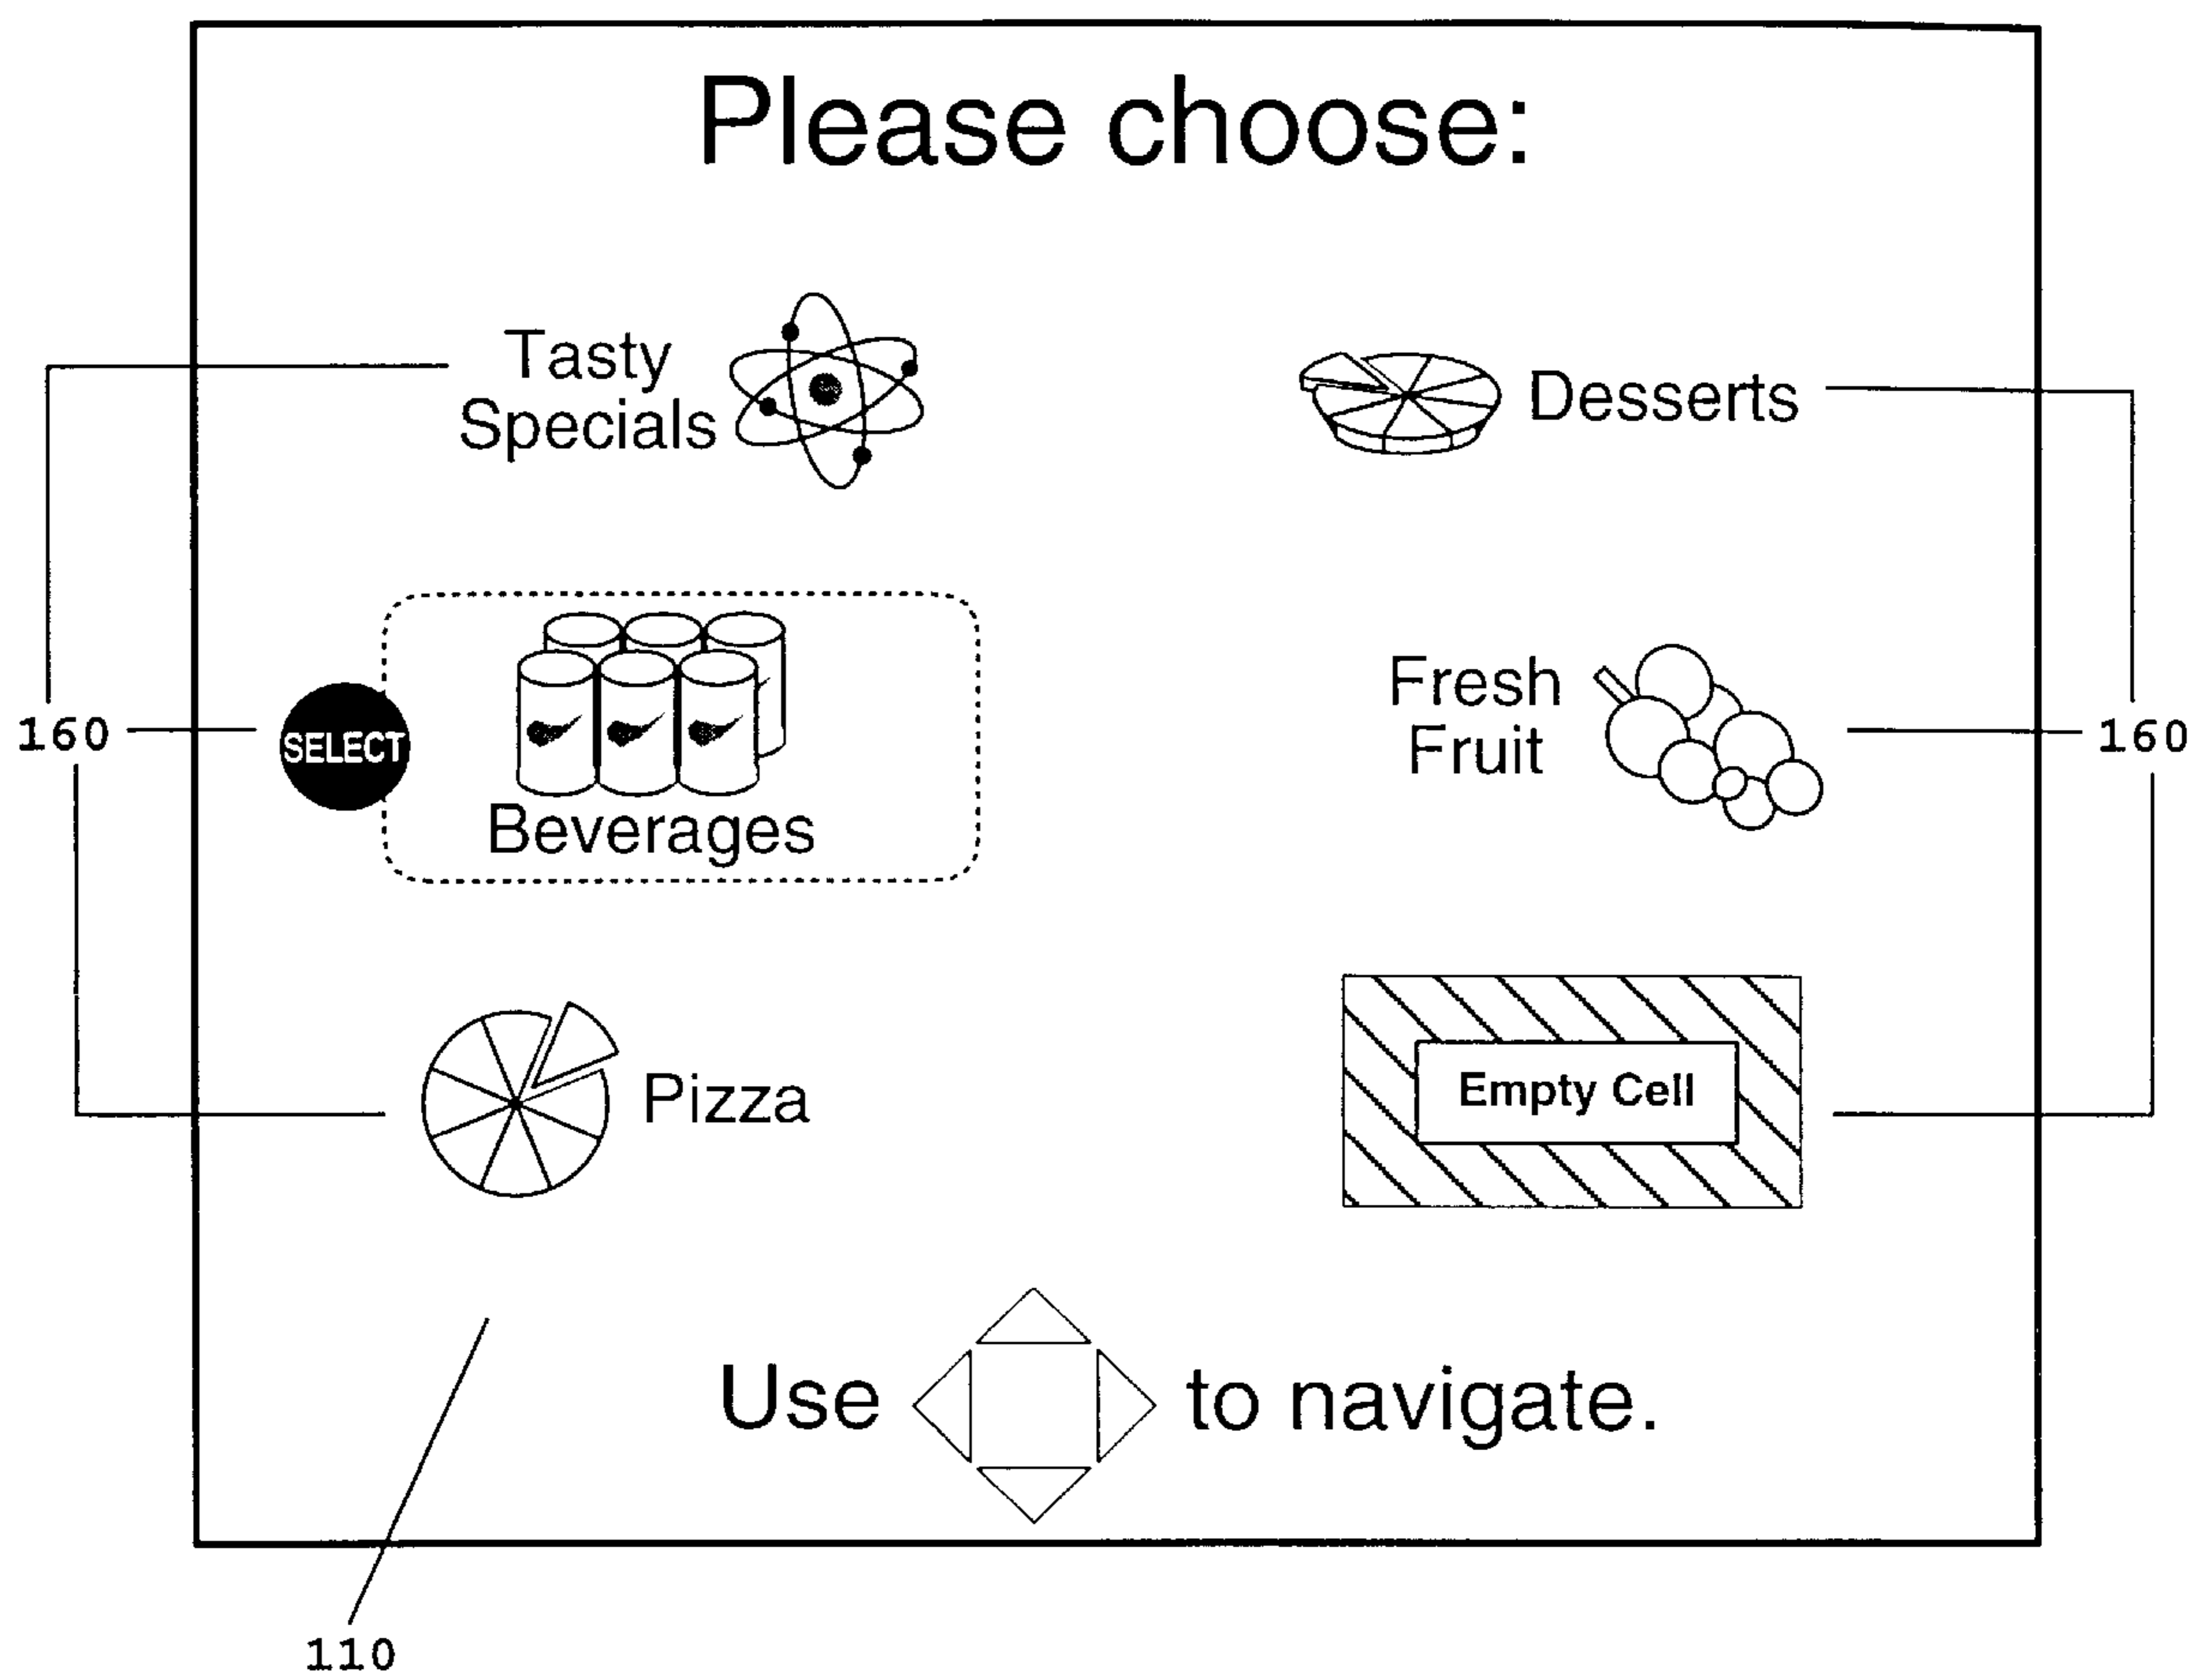 Please choose:
Tasty
Specials
Desserts
160
SELECT
Beverages
Fresh
Fruit
160
Pizza
Empty Cell
Use to navigate.
110